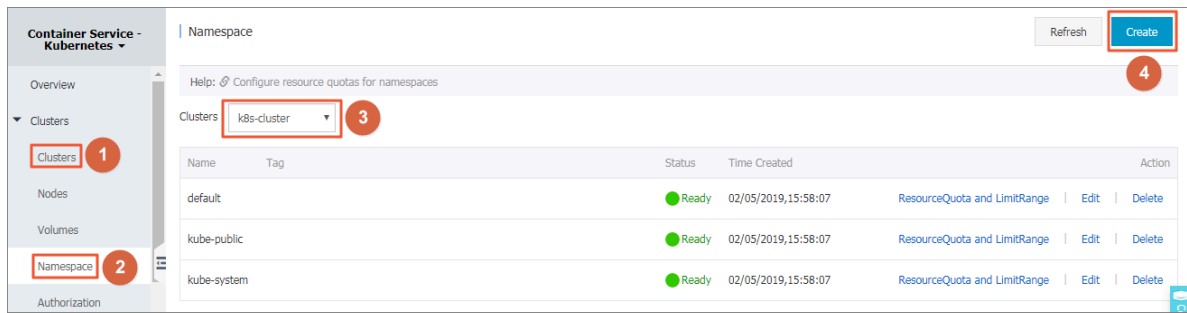 Container Service -
Kubernetes
Overview
Clusters
Clusters
1
Nodes
Volumes
Namespace
2
Authorization
Namespace
Refresh
Create
4
Help: Configure resource quotas for namespaces
Clusters k8s-cluster
3
Name Tag Status Time Created Action
default Ready 02/05/2019,15:58:07 ResourceQuota and LimitRange | Edit | Delete
kube-public Ready 02/05/2019,15:58:07 ResourceQuota and LimitRange | Edit | Delete
kube-system Ready 02/05/2019,15:58:07 ResourceQuota and LimitRange | Edit | Delete